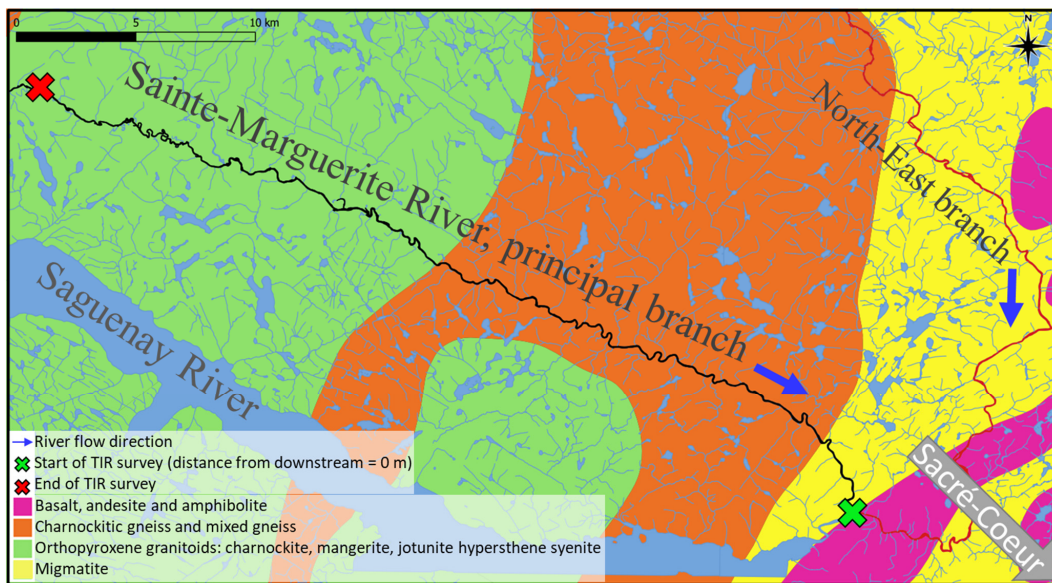 0 5 10 km
N
Sainte-Marguerite River, principal branch
North-East branch
Saguenay River
Sacré-Coeur
River flow direction
Start of TIR survey (distance from downstream = 0 m)
End of TIR survey
Basalt, andesite and amphibolite
Charnockitic gneiss and mixed gneiss
Orthopyroxene granitoids: charnockite, mangerite, jotunite hypersthene syenite
Migmatite